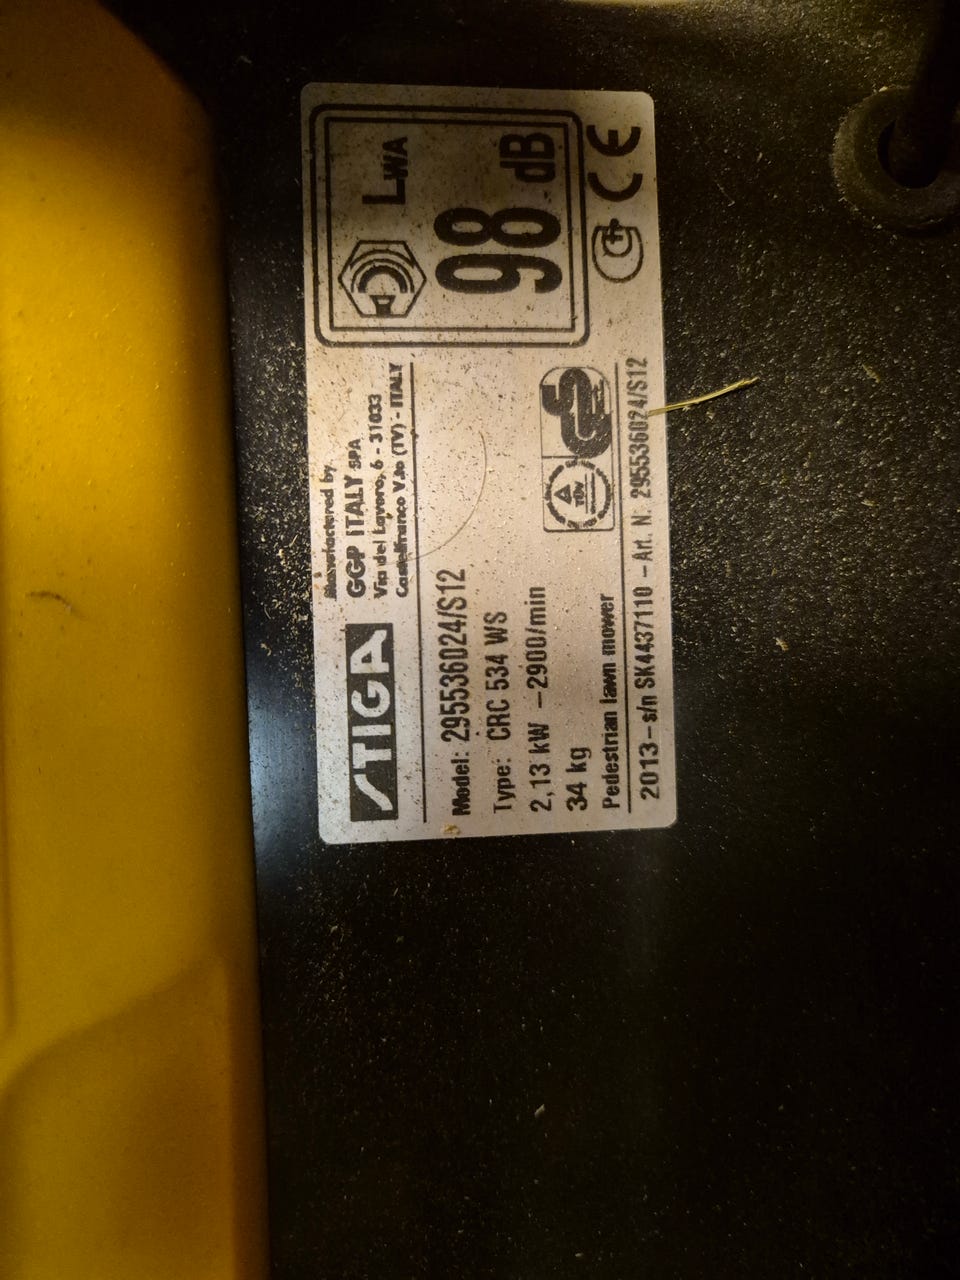 STIGA
Manufactured by
GGP ITALY SPA
Via del Lavoro, 6 - 31033
Castelfranco V.to (TV) - ITALY
LWA
98 dB
Model: 295536024/S12
Type: CRC 534 WS
2,13 kW -2900/min
34 kg
Pedestrian lawn mower
TÜV
GS
CE
2013 - s/n SK4437110 - Art. N. 295536024/S12